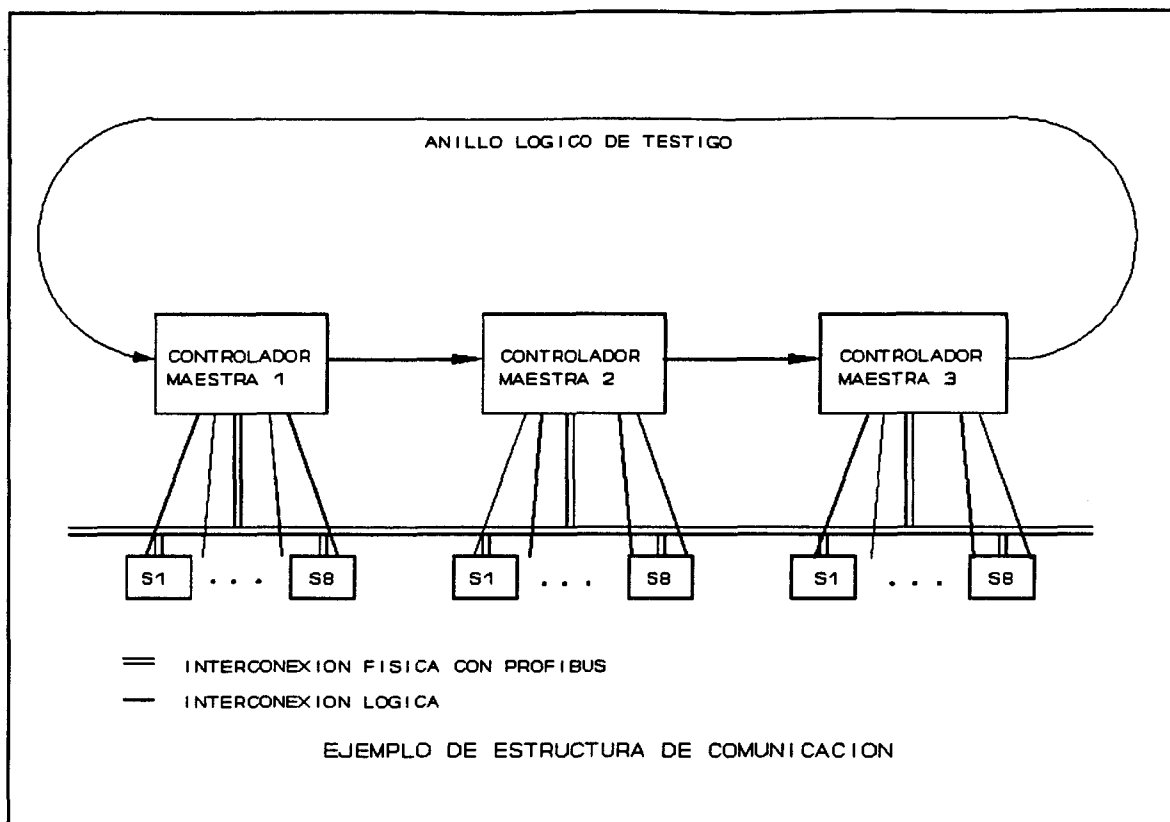 ANILLO LOGICO DE TESTIGO
CONTROLADOR
MAESTRA 1
CONTROLADOR
MAESTRA 2
CONTROLADOR
MAESTRA 3
S1 . . . S8
S1 . . . S8
S1 . . . S8
INTERCONEXION FISICA CON PROFIBUS
INTERCONEXION LOGICA
EJEMPLO DE ESTRUCTURA DE COMUNICACION